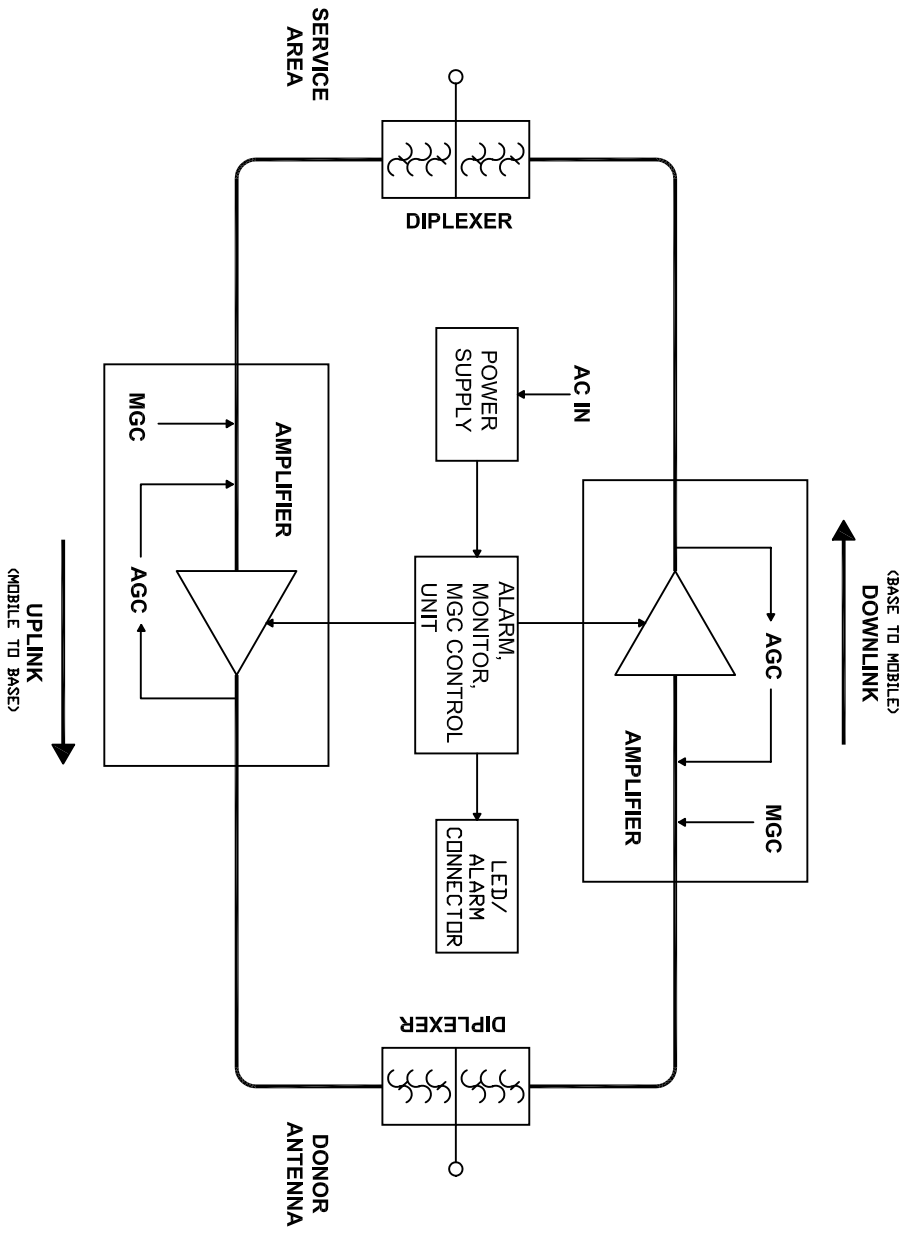 <BASE TO MOBILE>
DOWNLINK
AGC
MGC
AMPLIFIER
SERVICE
AREA
DIPLEXER
AC IN
POWER
SUPPLY
ALARM,
MONITOR,
MGC CONTROL
UNIT
LED/
ALARM
CONNECTOR
DIPLEXER
DONOR
ANTENNA
AMPLIFIER
MGC
AGC
UPLINK
<MOBILE TO BASE>